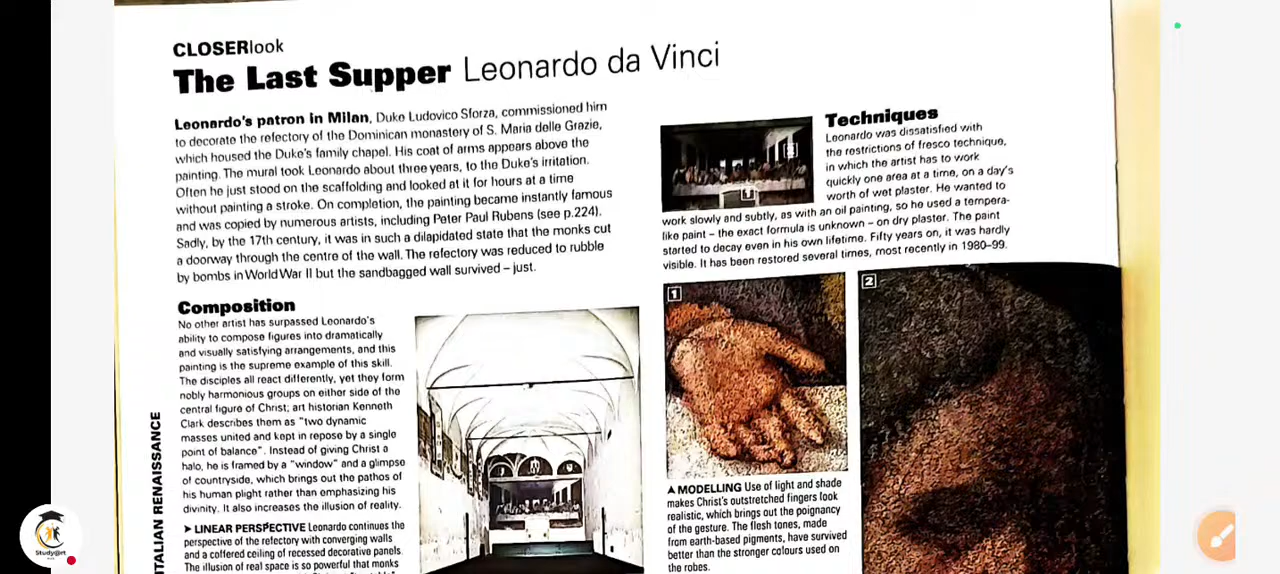 CLOSERlook
The Last Supper Leonardo da Vinci
Leonardo's patron in Milan, Duke Ludovico Sforza, commissioned him
to decorate the refectory of the Dominican monastery of S. Maria delle Grazie,
which housed the Duke's family chapel. His coat of arms appears above the
painting. The mural took Leonardo about three years, to the Duke's irritation.
Often he just stood on the scaffolding and looked at it for hours at a time
without painting a stroke. On completion, the painting became instantly famous
and was copied by numerous artists, including Peter Paul Rubens (see p.224).
Sadly, by the 17th century, it was in such a dilapidated state that the monks cut
a doorway through the centre of the wall. The refectory was reduced to rubble
by bombs in World War II but the sandbagged wall survived – just.
Composition
No other artist has surpassed Leonardo's
ability to compose figures into dramatically
and visually satisfying arrangements, and this
painting is the supreme example of this skill.
The disciples all react differently, yet they form
nobly harmonious groups on either side of the
central figure of Christ; art historian Kenneth
Clark describes them as "two dynamic
masses united and kept in repose by a single
point of balance". Instead of giving Christ a
halo, he is framed by a "window" and a glimpse
of countryside, which brings out the pathos of
his human plight rather than emphasizing his
divinity. It also increases the illusion of reality.
➤ LINEAR PERSPECTIVE Leonardo continues the
perspective of the refectory with converging walls
and a coffered ceiling of recessed decorative panels.
The illusion of real space is so powerful that monks
Techniques
Leonardo was dissatisfied with
the restrictions of fresco technique,
in which the artist has to work
quickly one area at a time, on a day's
worth of wet plaster. He wanted to
work slowly and subtly, as with an oil painting, so he used a tempera-
like paint – the exact formula is unknown – on dry plaster. The paint
started to decay even in his own lifetime. Fifty years on, it was hardly
visible. It has been restored several times, most recently in 1980–99.
1
2
▲ MODELLING Use of light and shade
makes Christ's outstretched fingers look
realistic, which brings out the poignancy
of the gesture. The flesh tones, made
from earth-based pigments, have survived
better than the stronger colours used on
the robes.
ITALIAN RENAISSANCE
Study@rt